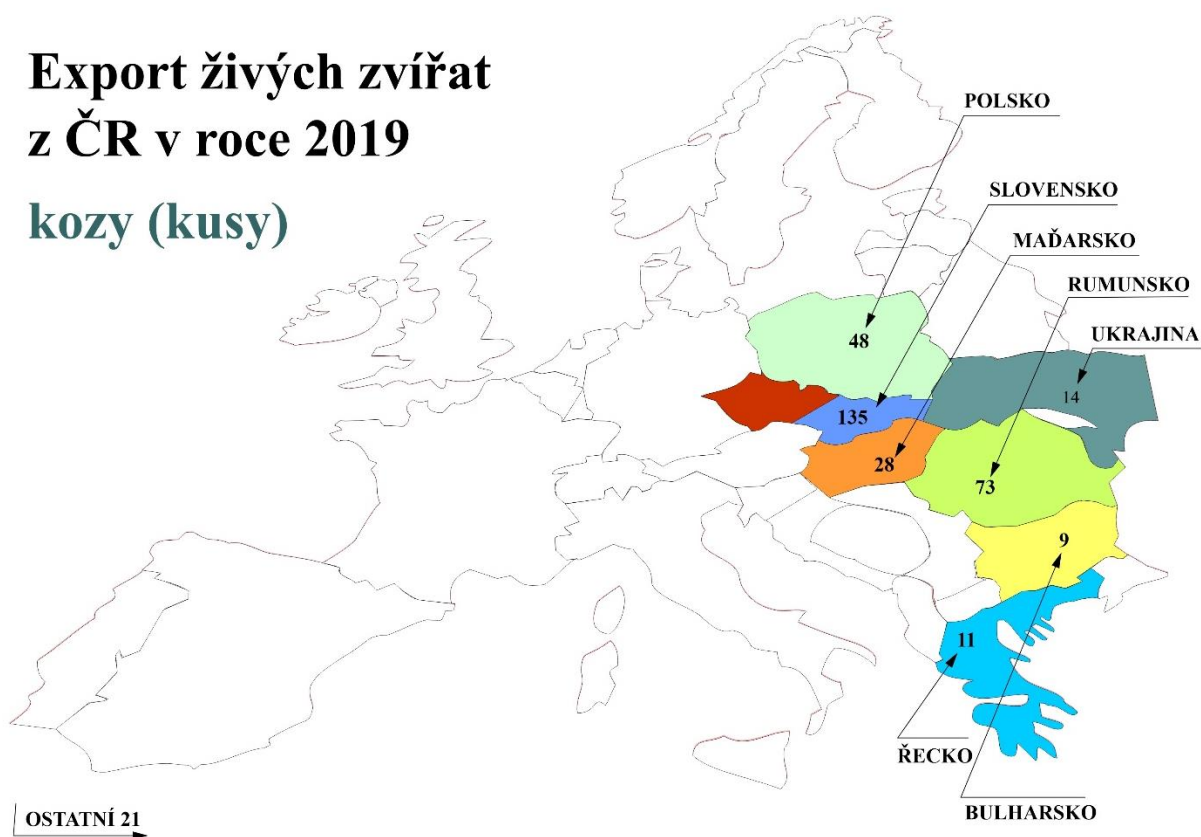 Export živých zvířat
z ČR v roce 2019
kozy (kusy)
POLSKO
SLOVENSKO
MAĎARSKO
RUMUNSKO
UKRAJINA
48
14
135
28
73
9
11
ŘECKO
BULHARSKO
OSTATNÍ 21